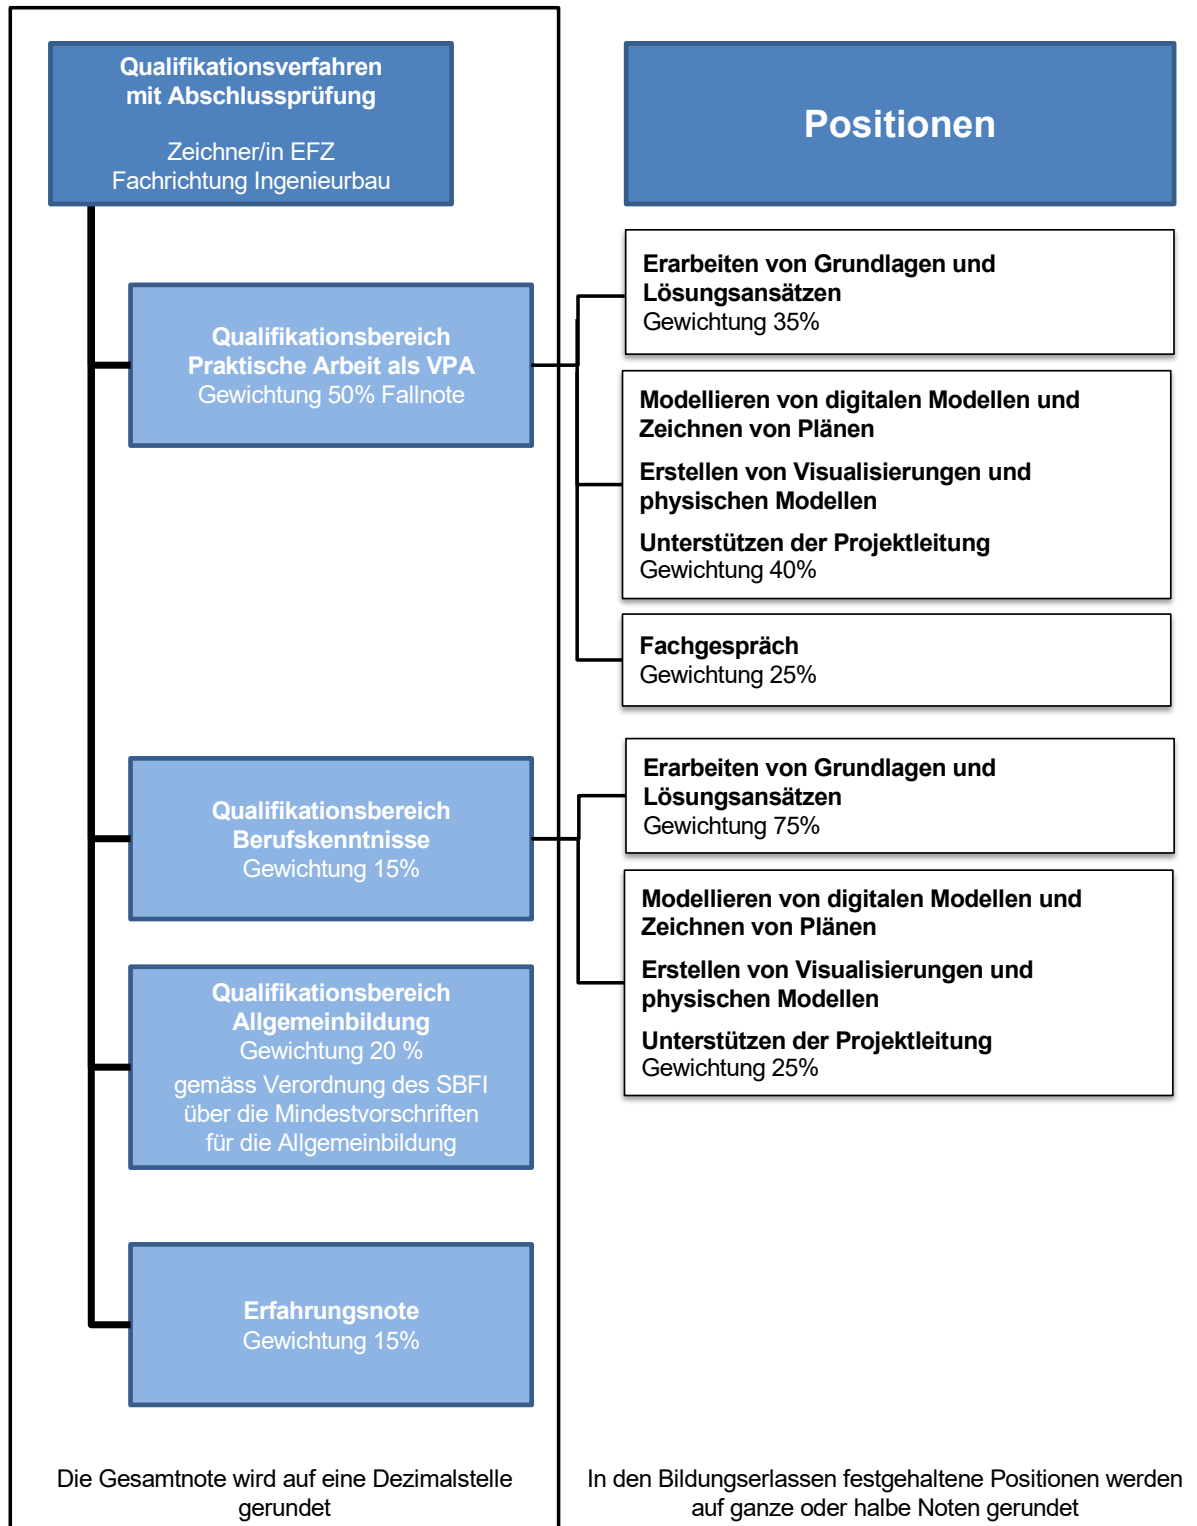 Qualifikationsverfahren
mit Abschlussprüfung
Zeichner/in EFZ
Fachrichtung Ingenieurbau
Positionen
Qualifikationsbereich
Praktische Arbeit als VPA
Gewichtung 50% Fallnote
Erarbeiten von Grundlagen und
Lösungsansätzen
Gewichtung 35%
Modellieren von digitalen Modellen und
Zeichnen von Plänen
Erstellen von Visualisierungen und
physischen Modellen
Unterstützen der Projektleitung
Gewichtung 40%
Fachgespräch
Gewichtung 25%
Qualifikationsbereich
Berufskenntnisse
Gewichtung 15%
Erarbeiten von Grundlagen und
Lösungsansätzen
Gewichtung 75%
Modellieren von digitalen Modellen und
Zeichnen von Plänen
Erstellen von Visualisierungen und
physischen Modellen
Unterstützen der Projektleitung
Gewichtung 25%
Qualifikationsbereich
Allgemeinbildung
Gewichtung 20 %
gemäss Verordnung des SBFI
über die Mindestvorschriften
für die Allgemeinbildung
Erfahrungsnote
Gewichtung 15%
Die Gesamtnote wird auf eine Dezimalstelle
gerundet
In den Bildungserlassen festgehaltene Positionen werden
auf ganze oder halbe Noten gerundet